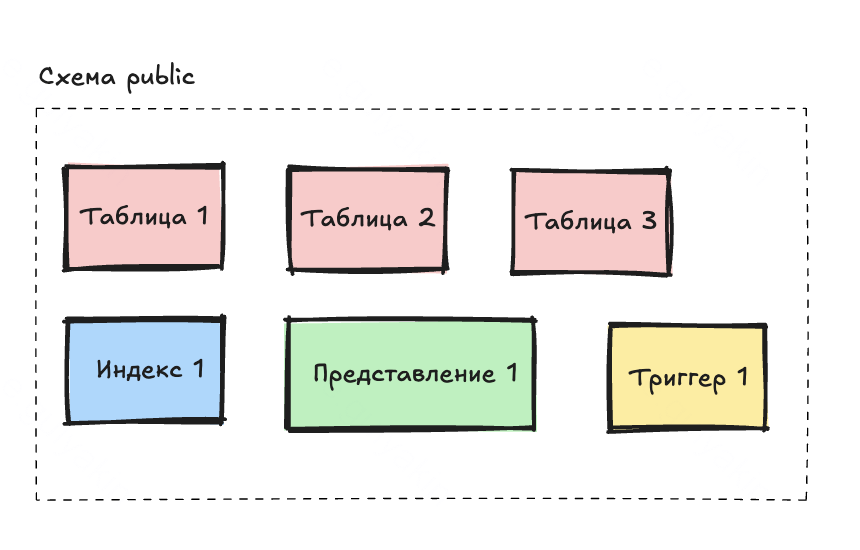 Схема public
Таблица 1
Таблица 2
Таблица 3
Индекс 1
Представление 1
Триггер 1